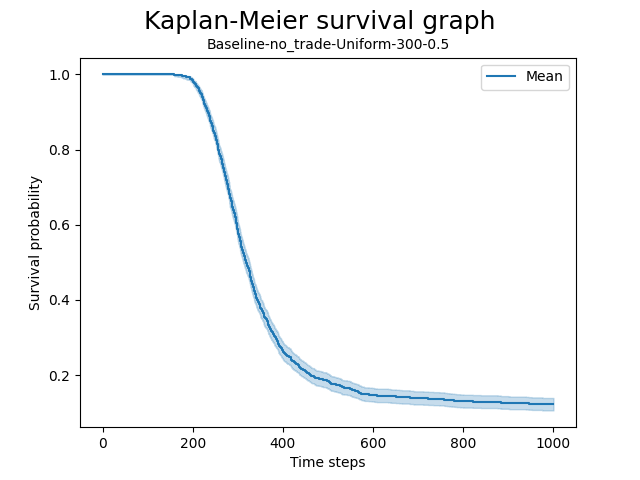 Kaplan-Meier survival graph
Baseline-no_trade-Uniform-300-0.5
Mean
1.0
0.8
0.6
0.4
0.2
Survival probability
0 200 400 600 800 1000
Time steps